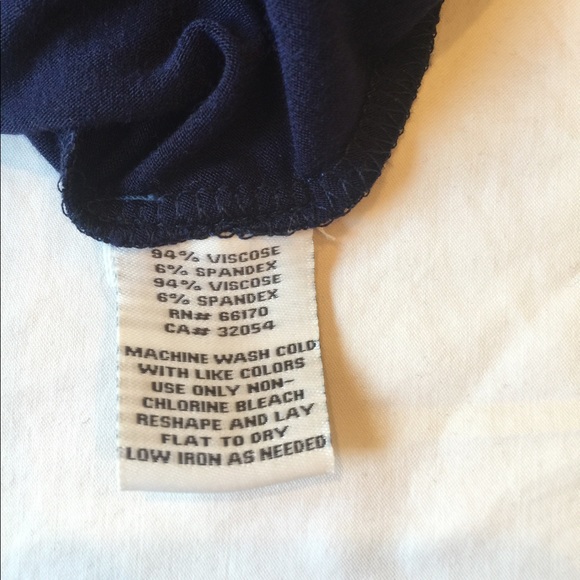 94% VISCOSE
6% SPANDEX
94% VISCOSE
6% SPANDEX
RN# 66170
CA# 32054
MACHINE WASH COLD
WITH LIKE COLORS
USE ONLY NON-
CHLORINE BLEACH
RESHAPE AND LAY
FLAT TO DRY
LOW IRON AS NEEDED